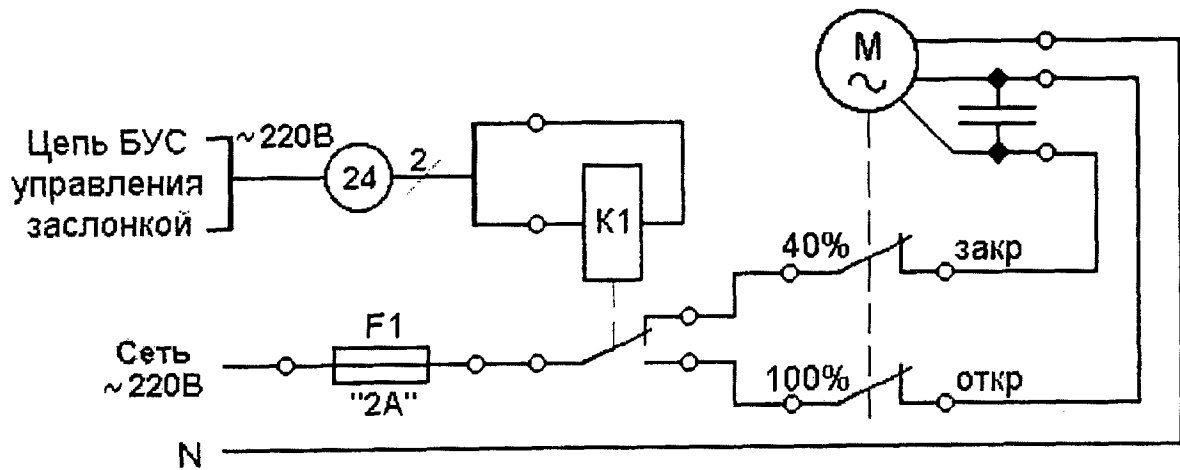 М
Цепь БУС
управления
заслонкой
~220В
24
2
К1
40%
закр
F1
Сеть
~220В
"2А"
100%
откр
N